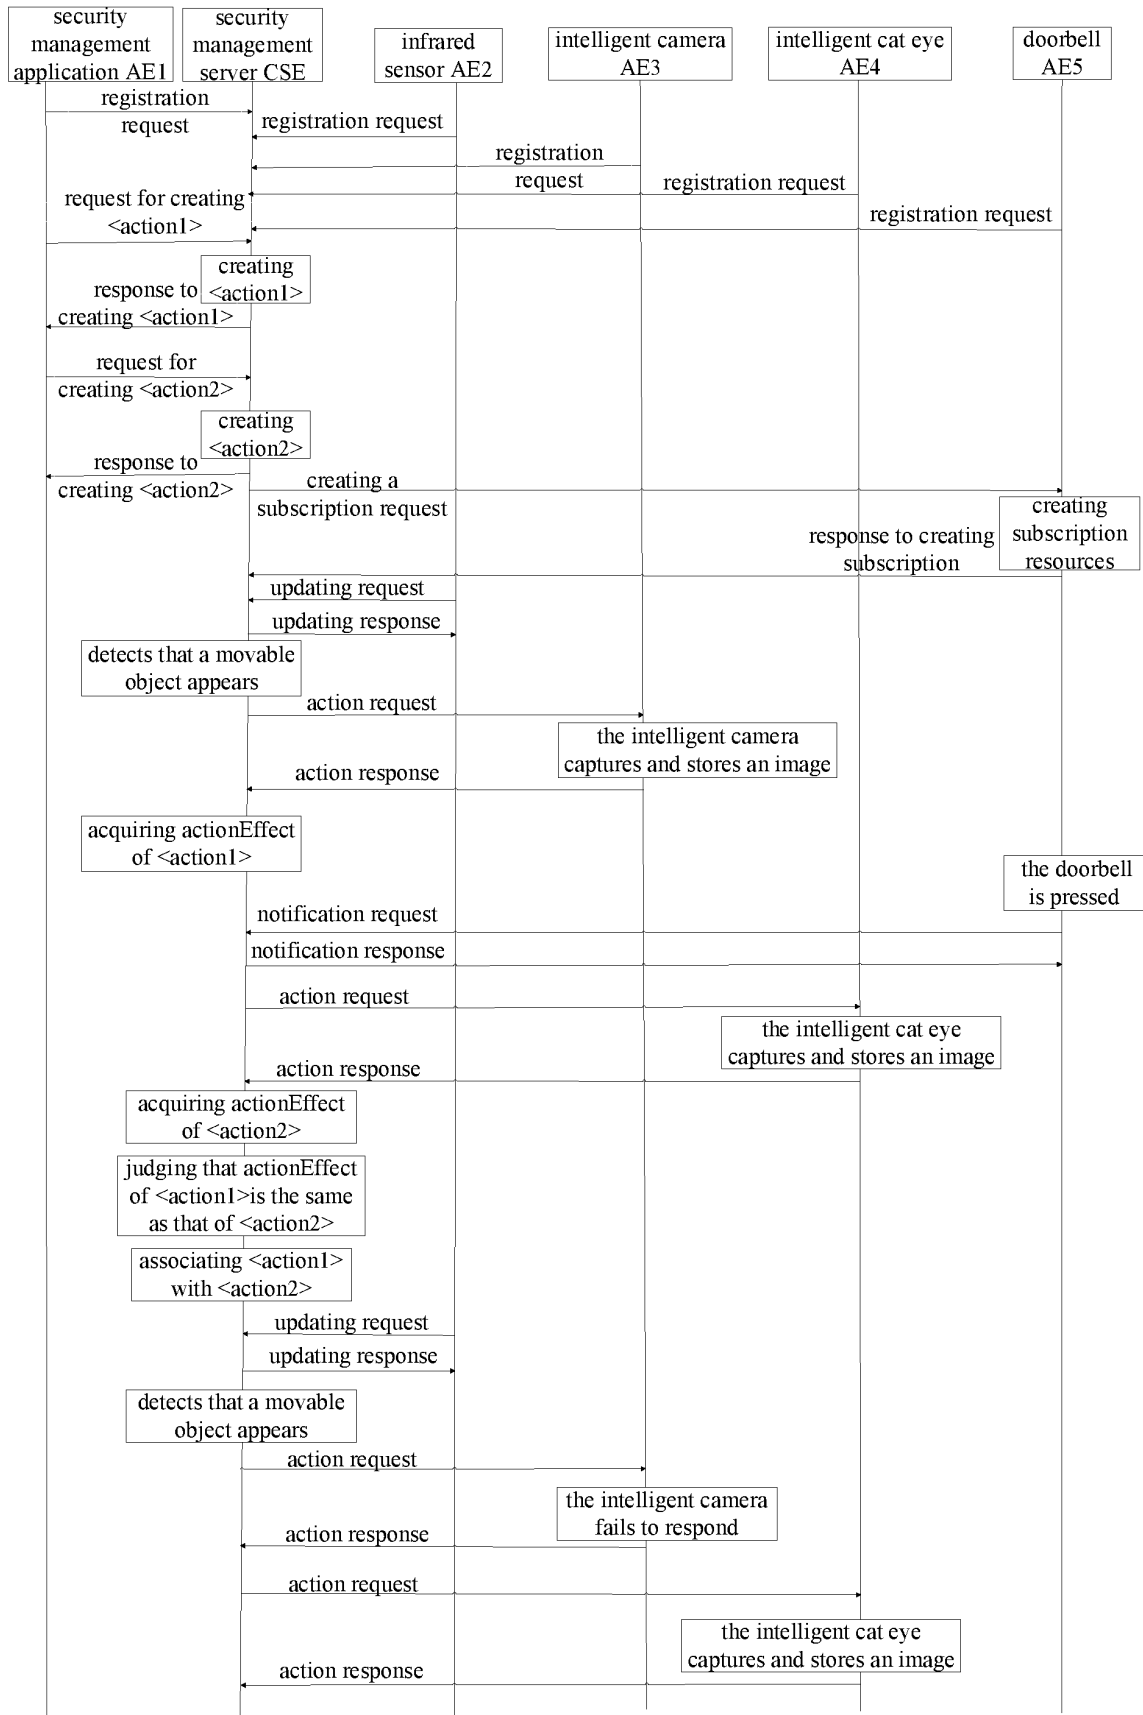 security
management
application AE1
security
management
server CSE
infrared
sensor AE2
intelligent camera
AE3
intelligent cat eye
AE4
doorbell
AE5
registration
request
registration request
registration
request
registration request
registration request
request for creating
<action1>
creating
<action1>
response to
creating <action1>
request for
creating <action2>
creating
<action2>
response to
creating <action2>
creating a
subscription request
creating
subscription
resources
response to creating
subscription
updating request
updating response
detects that a movable
object appears
action request
the intelligent camera
captures and stores an image
action response
acquiring actionEffect
of <action1>
the doorbell
is pressed
notification request
notification response
action request
the intelligent cat eye
captures and stores an image
action response
acquiring actionEffect
of <action2>
judging that actionEffect
of <action1>is the same
as that of <action2>
associating <action1>
with <action2>
updating request
updating response
detects that a movable
object appears
action request
the intelligent camera
fails to respond
action response
action request
the intelligent cat eye
captures and stores an image
action response